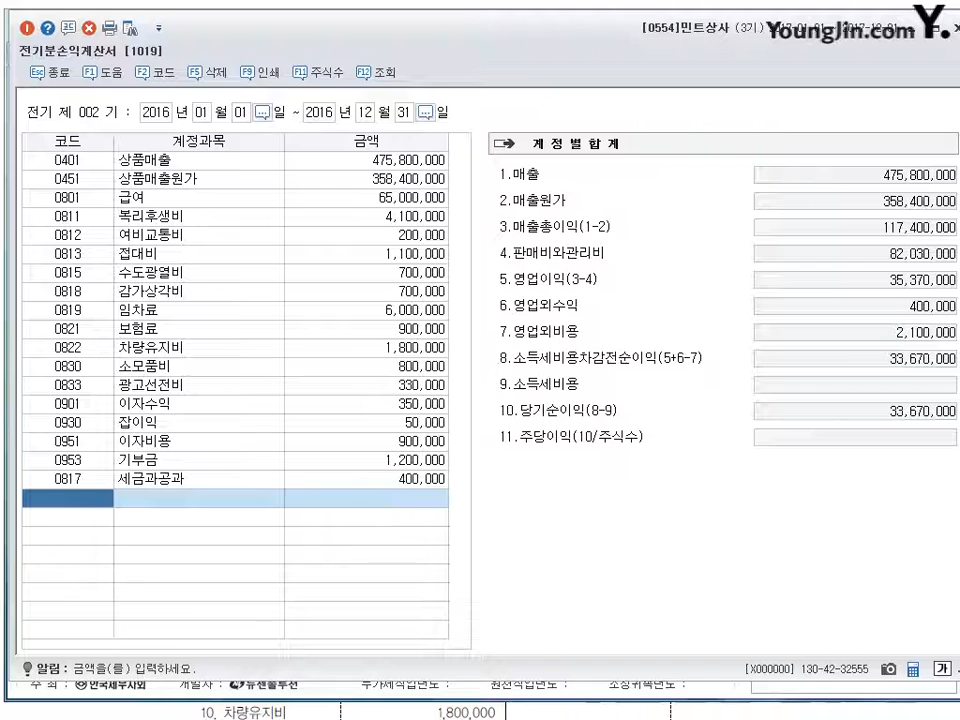 [0554]민트상사 (3기)
YoungJin.com Y.
전기분손익계산서 [1019]
Esc 종료 F1 도움 F2 코드 F5 삭제 F9 인쇄 F11 주식수 F12 조회
전기 제 002 기 : 2016 년 01 월 01 일 ~ 2016 년 12 월 31 일
코드 계정과목 금액
0401 상품매출 475,800,000
0451 상품매출원가 358,400,000
0801 급여 65,000,000
0811 복리후생비 4,100,000
0812 여비교통비 200,000
0813 접대비 1,100,000
0815 수도광열비 700,000
0818 감가상각비 700,000
0819 임차료 6,000,000
0821 보험료 900,000
0822 차량유지비 1,800,000
0830 소모품비 800,000
0833 광고선전비 330,000
0901 이자수익 350,000
0930 잡이익 50,000
0951 이자비용 900,000
0953 기부금 1,200,000
0817 세금과공과 400,000
계 정 별 합 계
1.매출 475,800,000
2.매출원가 358,400,000
3.매출총이익(1-2) 117,400,000
4.판매비와관리비 82,030,000
5.영업이익(3-4) 35,370,000
6.영업외수익 400,000
7.영업외비용 2,100,000
8.소득세비용차감전순이익(5+6-7) 33,670,000
9.소득세비용
10.당기순이익(8-9) 33,670,000
11.주당이익(10/주식수)
알림 : 금액을(를) 입력하세요.
[X000000] 130-42-32555 가
10. 차량유지비 1,800,000